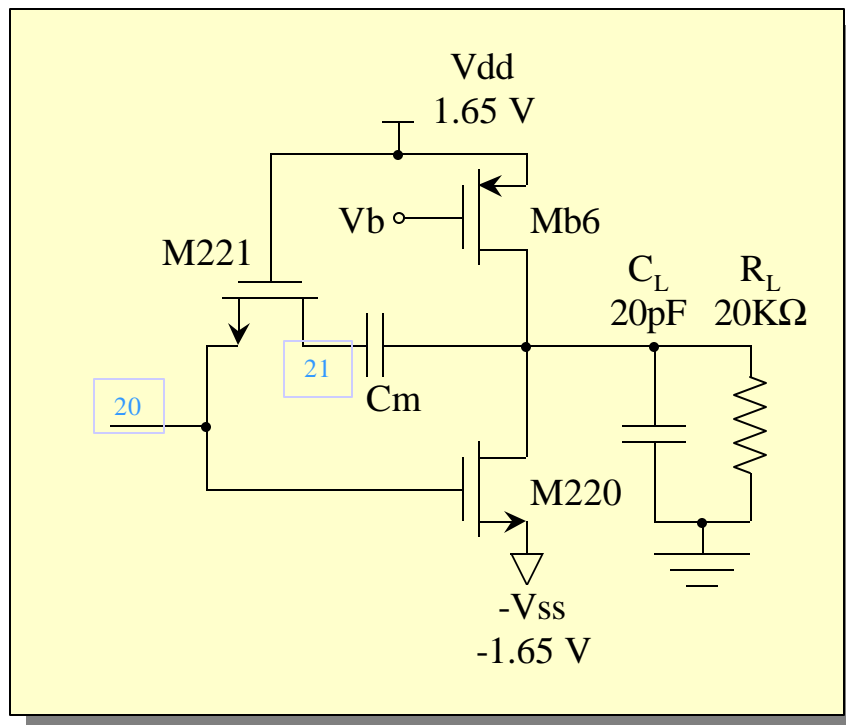 Vdd
1.65 V
Vb
Mb6
M221
CL
20pF
RL
20KΩ
21
20
Cm
M220
-Vss
-1.65 V